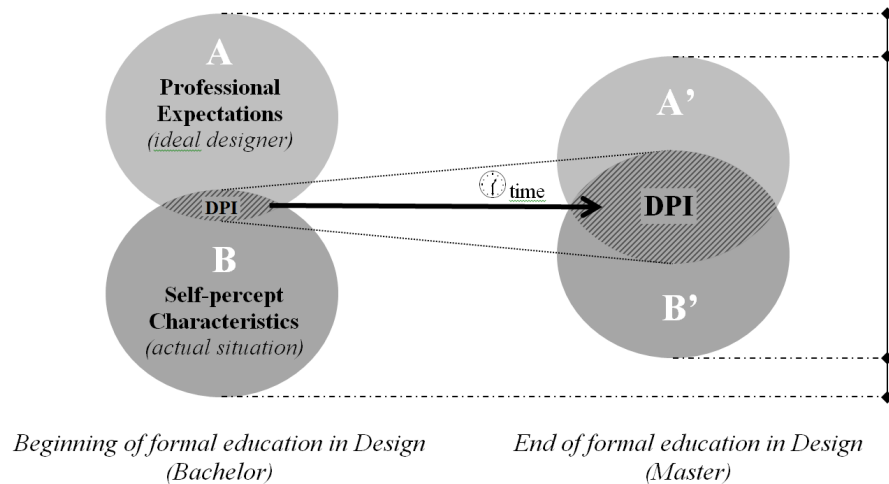 A
Professional
Expectations
(ideal designer)
DPI
B
Self-percept
Characteristics
(actual situation)
time
A’
DPI
B’
Beginning of formal education in Design
(Bachelor)
End of formal education in Design
(Master)